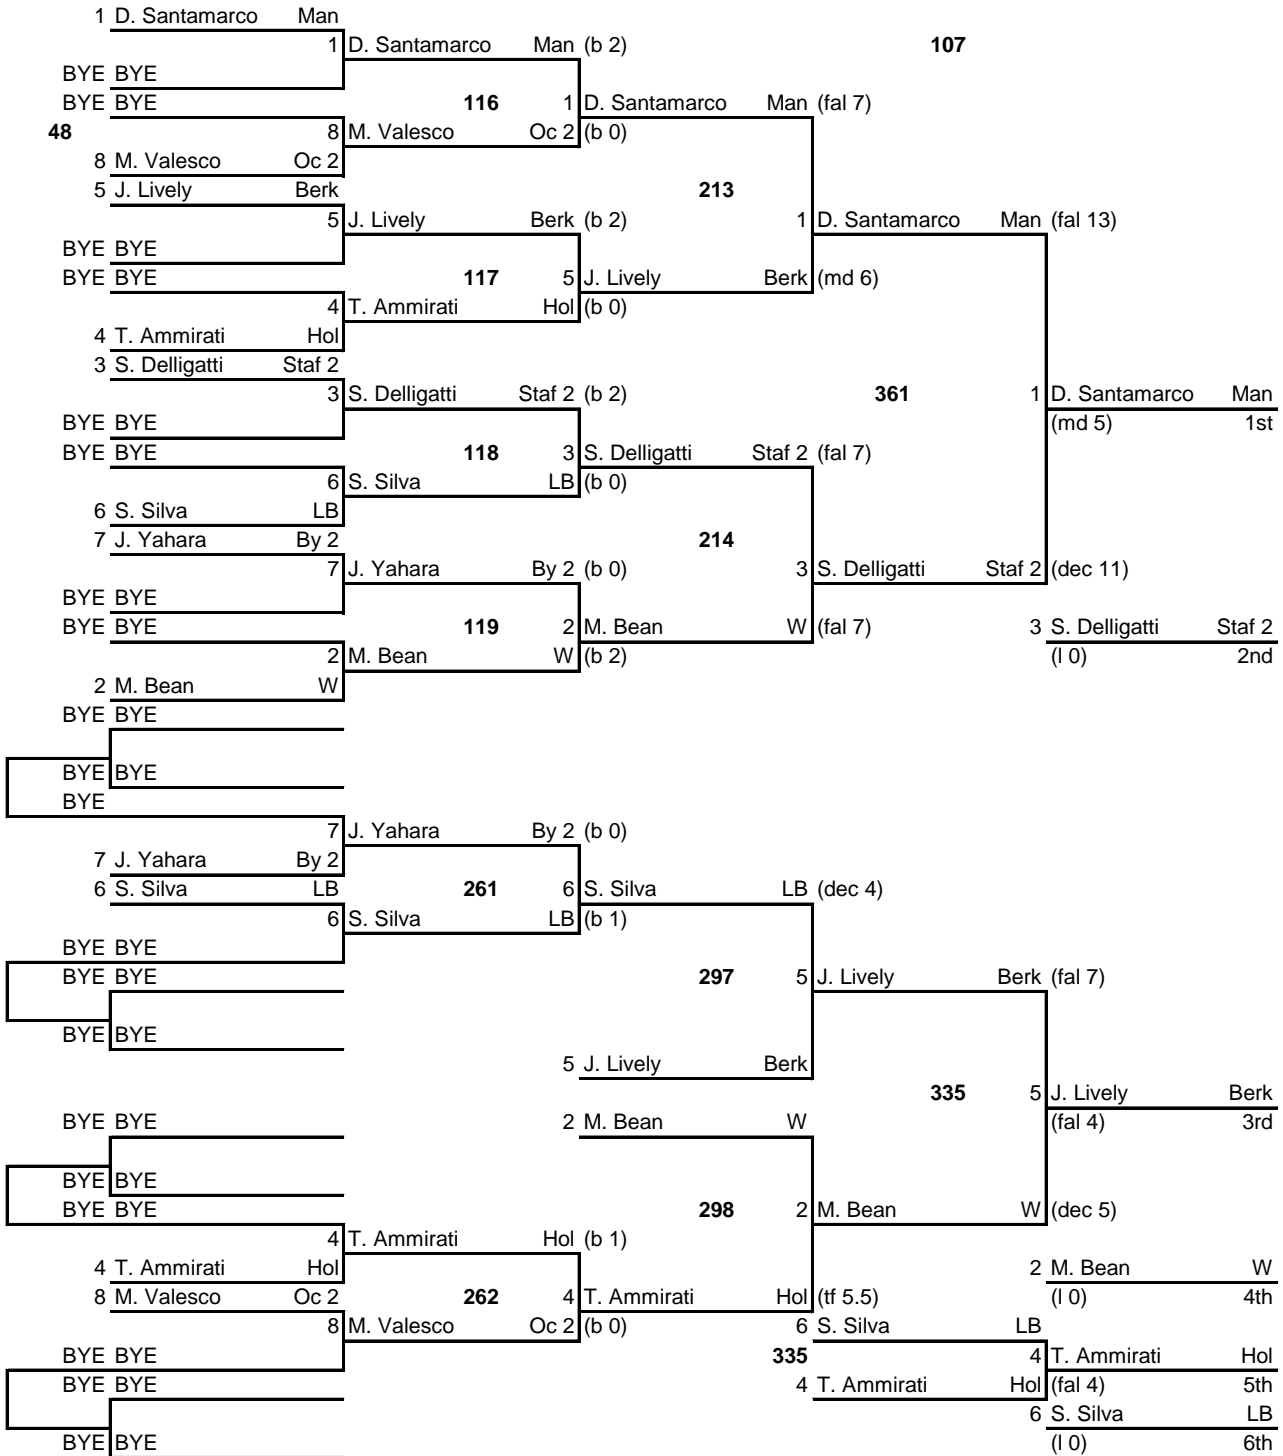 1 D. Santamarco Man
1 D. Santamarco Man (b 2) 107
BYE BYE
BYE BYE 116 1 D. Santamarco Man (fal 7)
48 8 M. Valesco Oc 2 (b 0)
8 M. Valesco Oc 2
5 J. Lively Berk 213
5 J. Lively Berk (b 2) 1 D. Santamarco Man (fal 13)
BYE BYE
BYE BYE 117 5 J. Lively Berk (md 6)
4 T. Ammirati Hol (b 0)
4 T. Ammirati Hol
3 S. Delligatti Staf 2
3 S. Delligatti Staf 2 (b 2) 361 1 D. Santamarco Man
BYE BYE (md 5) 1st
BYE BYE 118 3 S. Delligatti Staf 2 (fal 7)
6 S. Silva LB (b 0)
6 S. Silva LB
7 J. Yahara By 2 214
7 J. Yahara By 2 (b 0) 3 S. Delligatti Staf 2 (dec 11)
BYE BYE
BYE BYE 119 2 M. Bean W (fal 7) 3 S. Delligatti Staf 2
2 M. Bean W (b 2) (l 0) 2nd
2 M. Bean W
BYE BYE
BYE BYE
BYE
7 J. Yahara By 2 (b 0)
7 J. Yahara By 2
6 S. Silva LB 261 6 S. Silva LB (dec 4)
6 S. Silva LB (b 1)
BYE BYE
BYE BYE 297 5 J. Lively Berk (fal 7)
BYE BYE
5 J. Lively Berk
335 5 J. Lively Berk
BYE BYE 2 M. Bean W (fal 4) 3rd
BYE BYE
BYE BYE 298 2 M. Bean W (dec 5)
4 T. Ammirati Hol (b 1)
4 T. Ammirati Hol 2 M. Bean W
8 M. Valesco Oc 2 262 4 T. Ammirati Hol (tf 5.5) (l 0) 4th
8 M. Valesco Oc 2 (b 0) 6 S. Silva LB
BYE BYE 335 4 T. Ammirati Hol
BYE BYE 4 T. Ammirati Hol (fal 4) 5th
6 S. Silva LB
BYE BYE (l 0) 6th